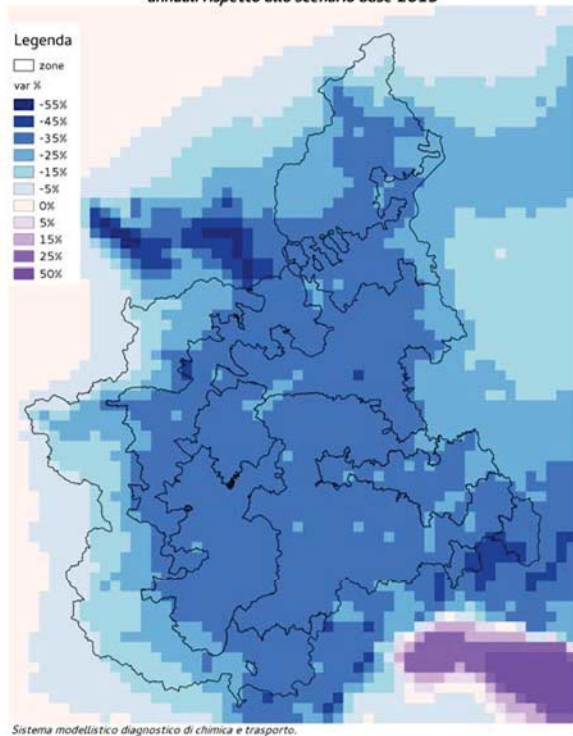 annuali rispetto allo scenario base 2019
Legenda
zone
var %
-55%
-45%
-35%
-25%
-15%
-5%
0%
5%
15%
25%
50%
Sistema modellistico diagnostico di chimica e trasporto.